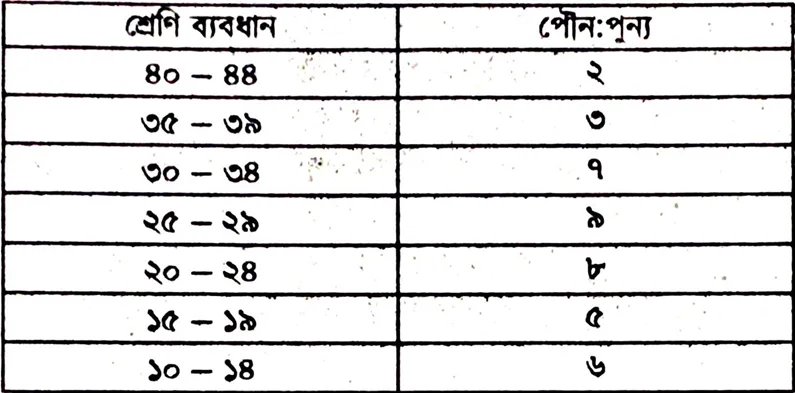 শ্রেণি ব্যবধান পৌন:পুন্য
৪০ – ৪৪ ২
৩৫ – ৩৯ ৩
৩০ – ৩৪ ৭
২৫ – ২৯ ৯
২০ – ২৪ ৮
১৫ – ১৯ ৫
১০ – ১৪ ৬